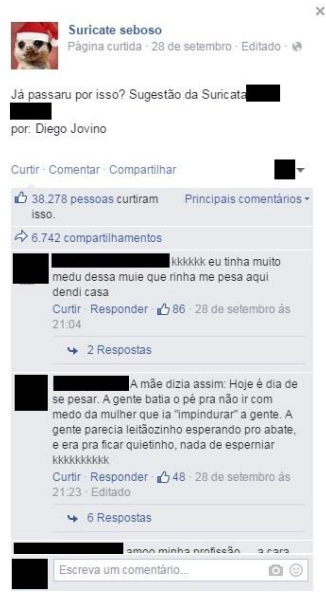 Suricate seboso
Página curtida · 28 de setembro · Editado ·
Já passaru por isso? Sugestão da Suricata
por: Diego Jovino
Curtir · Comentar · Compartilhar
38.278 pessoas curtiram isso.
Principais comentários
6.742 compartilhamentos
kkkkkk eu tinha muito
medu dessa muie que rinha me pesa aqui
dendi casa
Curtir · Responder · 86 · 28 de setembro às
21:04
2 Respostas
A mãe dizia assim: Hoje é dia de
se pesar. A gente batia o pé pra não ir com
medo da mulher que ia "impindurar" a gente. A
gente parecia leitãozinho esperando pro abate,
e era pra ficar quietinho, nada de esperniar
kkkkkkkkkk
Curtir · Responder · 48 · 28 de setembro às
21:23 · Editado
6 Respostas
amoo minha profissão.... a cara
Escreva um comentário...